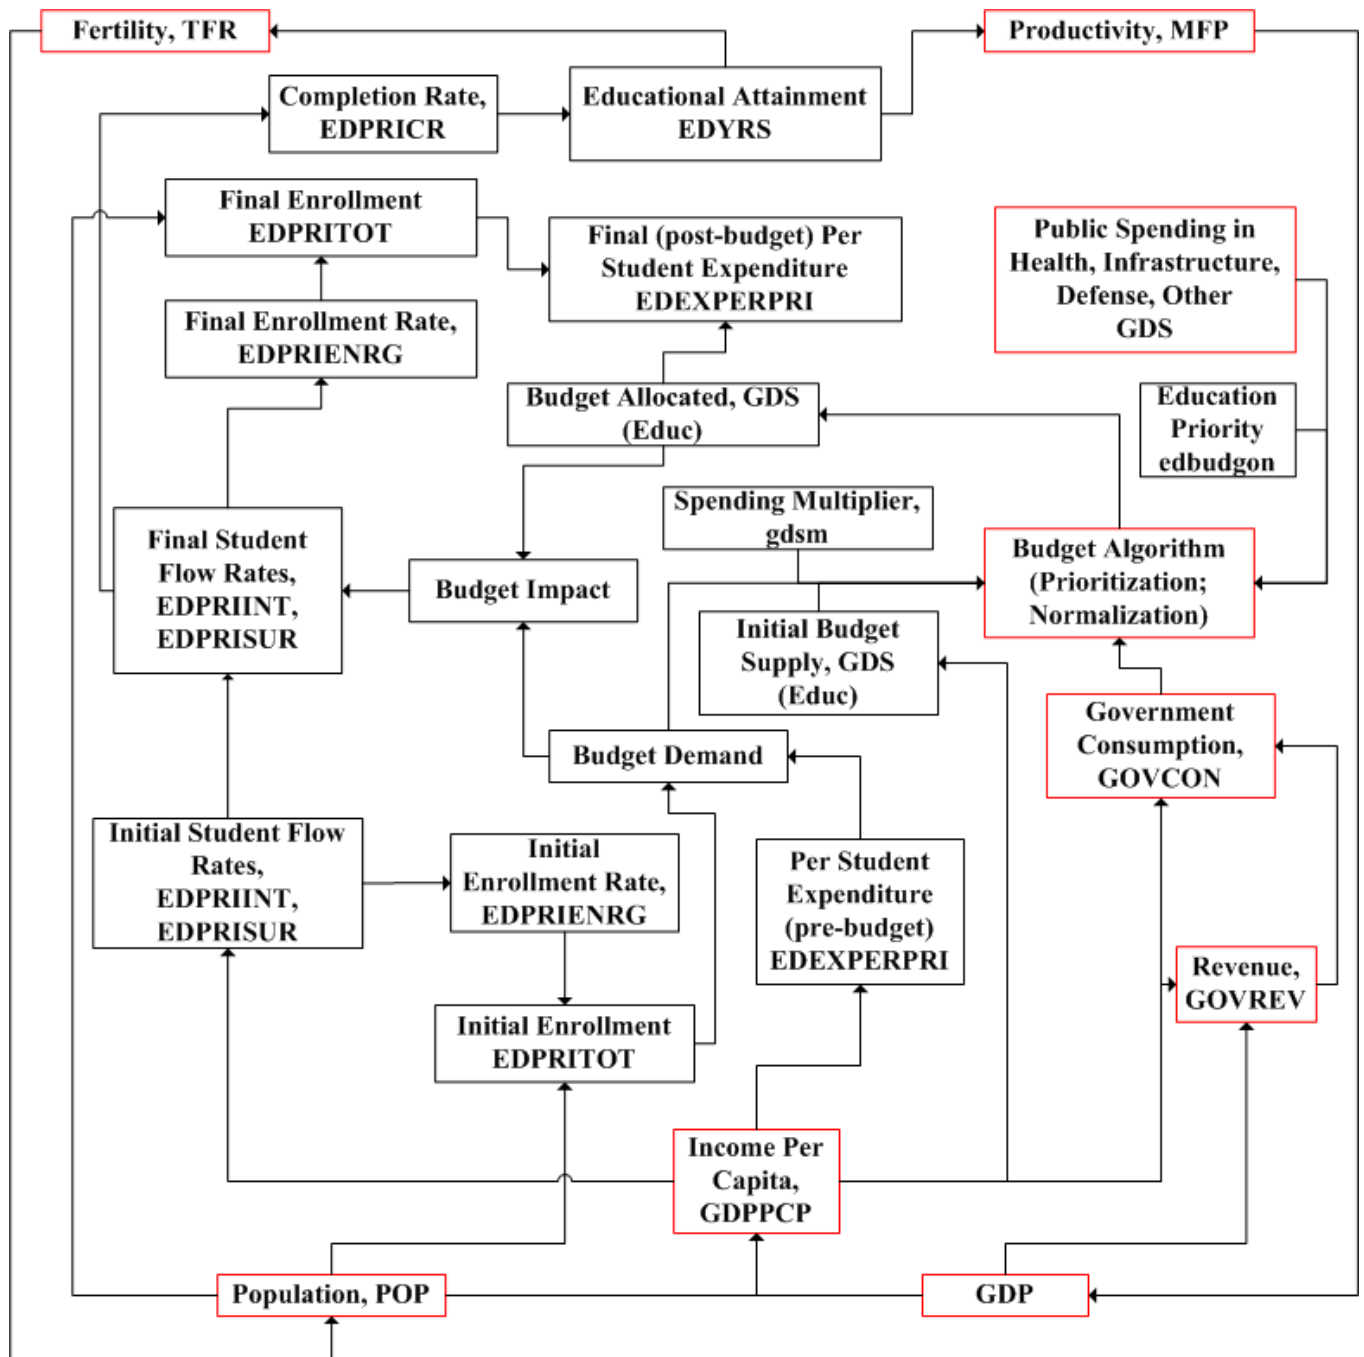 Fertility, TFR
Productivity, MFP
Completion Rate,
EDPRICR
Educational Attainment
EDYRS
Final Enrollment
EDPRITOT
Final (post-budget) Per
Student Expenditure
EDEXPERPRI
Public Spending in
Health, Infrastructure,
Defense, Other
GDS
Final Enrollment Rate,
EDPRIENRG
Budget Allocated, GDS
(Educ)
Education
Priority
edbudgon
Spending Multiplier,
gdsm
Final Student
Flow Rates,
EDPRIINT,
EDPRISUR
Budget Impact
Budget Algorithm
(Prioritization;
Normalization)
Initial Budget
Supply, GDS
(Educ)
Government
Consumption,
GOVCON
Budget Demand
Initial Student Flow
Rates,
EDPRIINT,
EDPRISUR
Initial
Enrollment Rate,
EDPRIENRG
Per Student
Expenditure
(pre-budget)
EDEXPERPRI
Revenue,
GOVREV
Initial Enrollment
EDPRITOT
Income Per
Capita,
GDPPCP
Population, POP
GDP